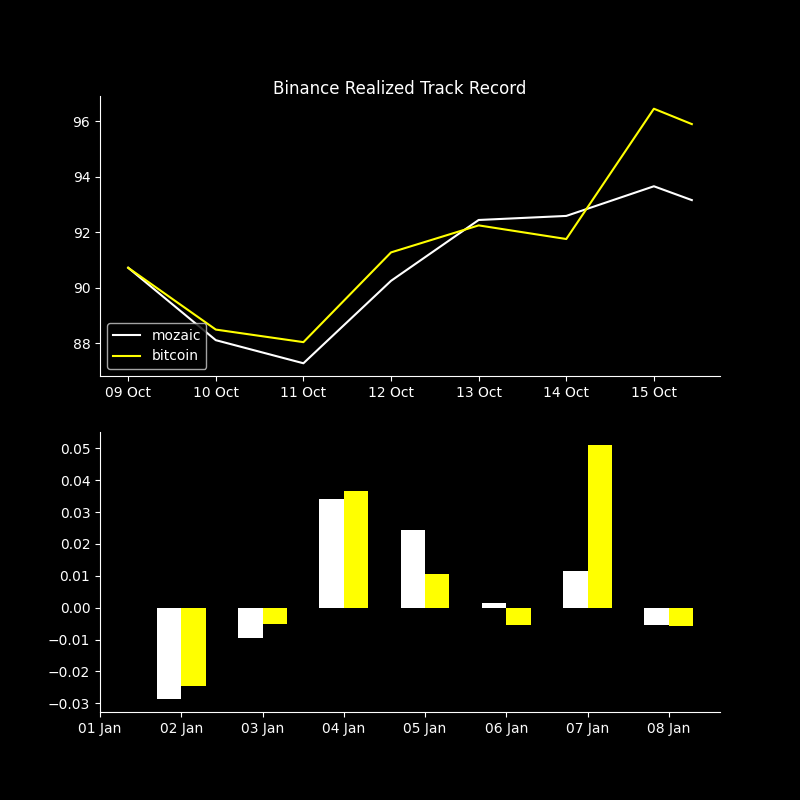 Binance Realized Track Record
96
94
92
90
88
mozaic
bitcoin
09 Oct 10 Oct 11 Oct 12 Oct 13 Oct 14 Oct 15 Oct
0.05
0.04
0.03
0.02
0.01
0.00
−0.01
−0.02
−0.03
01 Jan 02 Jan 03 Jan 04 Jan 05 Jan 06 Jan 07 Jan 08 Jan